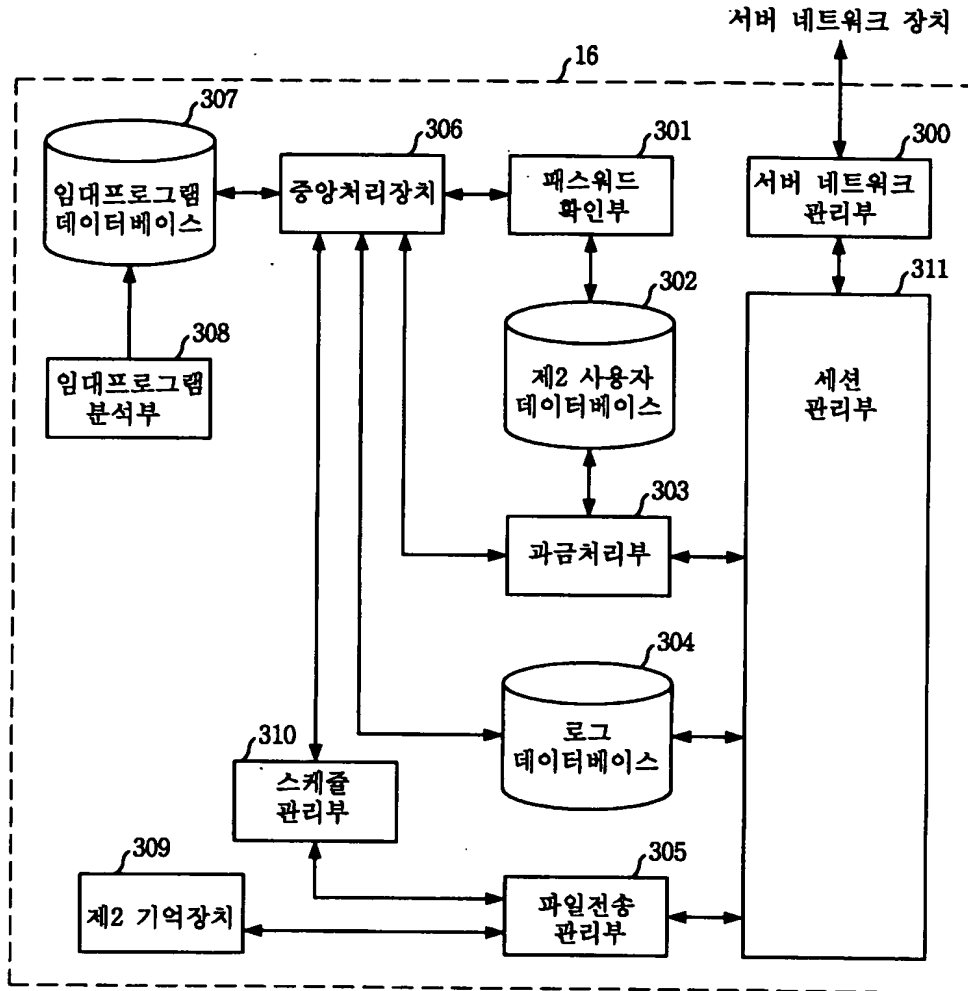 서버 네트워크 장치
16
307
임대프로그램
데이터베이스
306
중앙처리장치
301
패스워드
확인부
300
서버 네트워크
관리부
311
세션
관리부
302
제2 사용자
데이터베이스
308
임대프로그램
분석부
303
과금처리부
304
로그
데이터베이스
310
스케쥴
관리부
309
제2 기억장치
305
파일전송
관리부